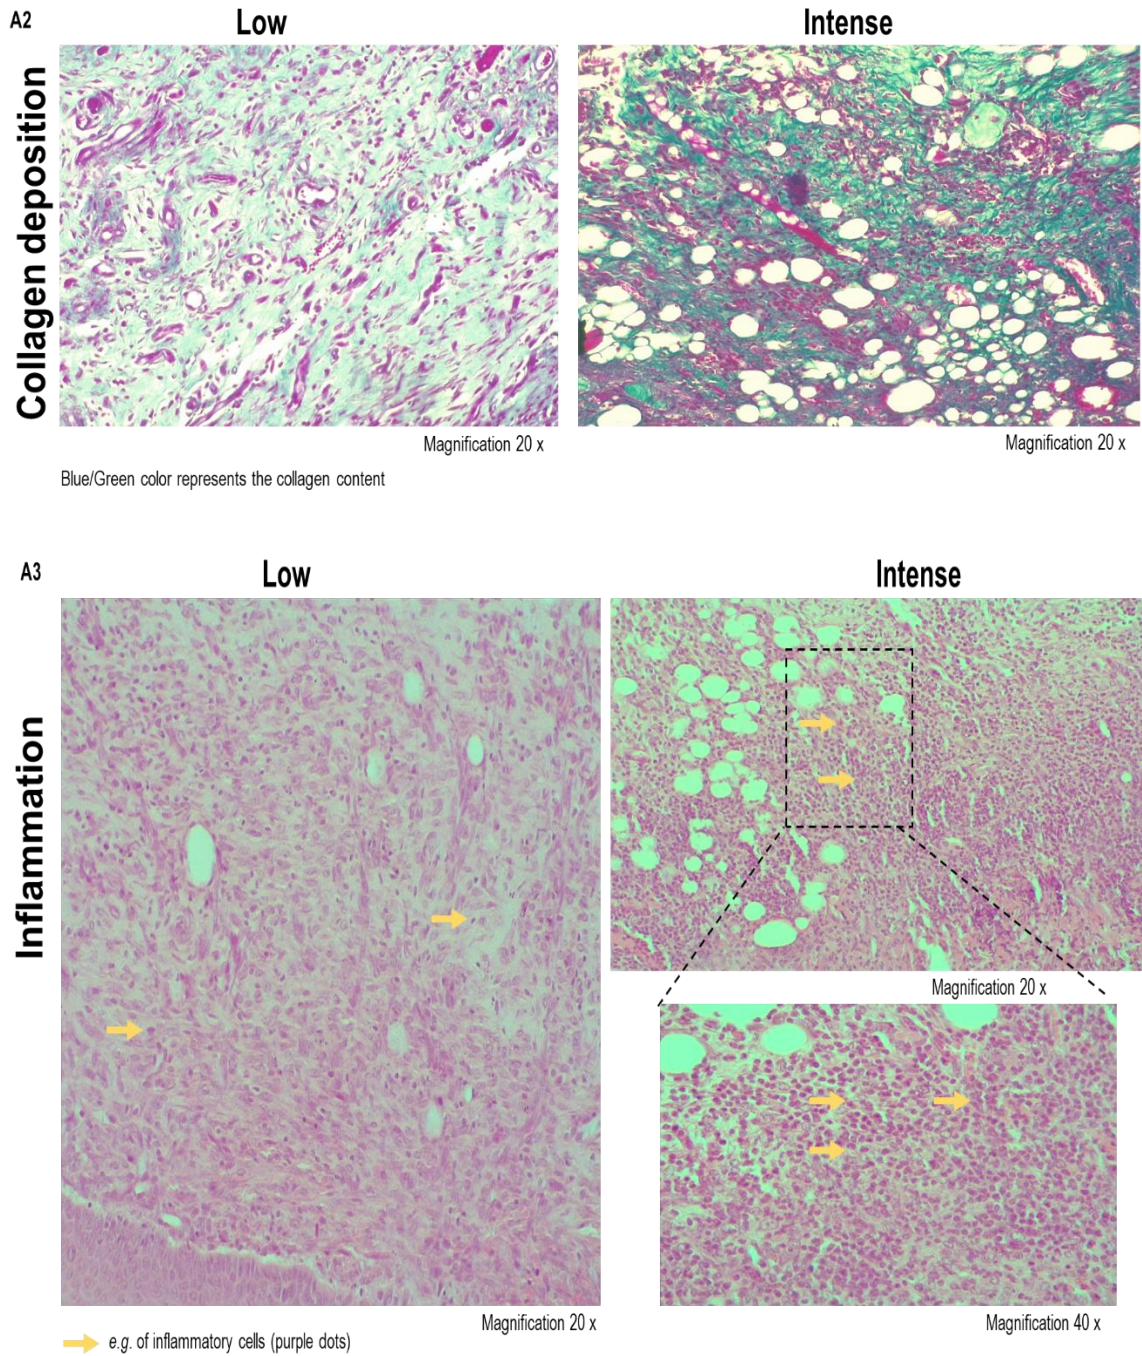 A2
Low
Intense
Collagen deposition
Magnification 20 x
Magnification 20 x
Blue/Green color represents the collagen content
A3
Low
Intense
Inflammation
Magnification 20 x
Magnification 20 x
Magnification 40 x
e.g. of inflammatory cells (purple dots)